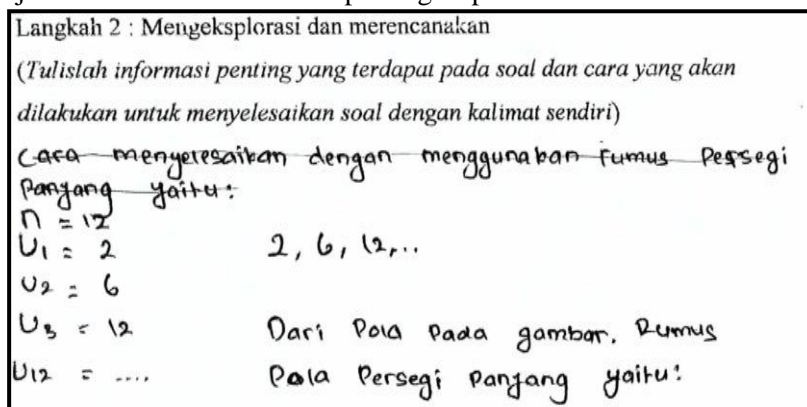 Langkah 2 : Mengeksplorasi dan merencanakan
(Tulislah informasi penting yang terdapat pada soal dan cara yang akan
dilakukan untuk menyelesaikan soal dengan kalimat sendiri)
Cara menyelesaikan dengan menggunakan rumus Persegi
Panjang yaitu:
n = 12
U1 = 2 2, 6, 12, ...
U2 = 6
U3 = 12 Dari Pola Pada gambar. Rumus
U12 = .... Pola Persegi Panjang yaitu: